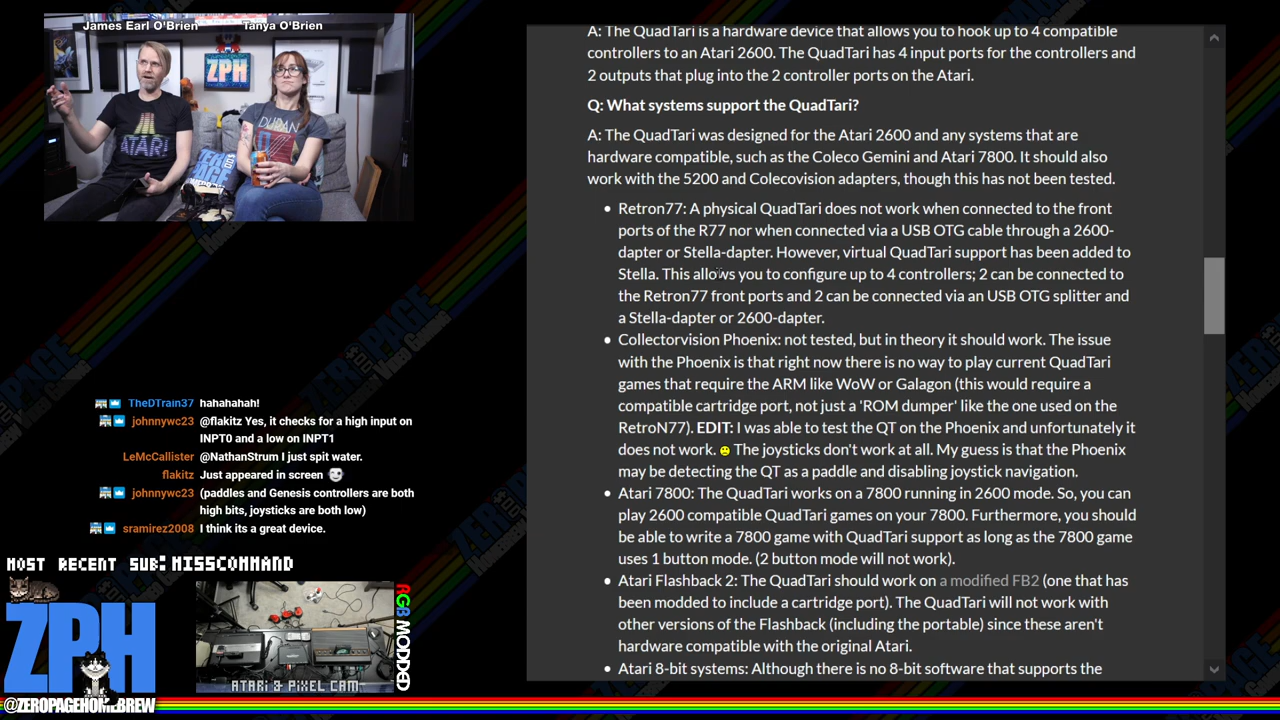 James Earl O'Brien
Tanya O'Brien
ZPH
ATARI
DURAN
A: The QuadTari is a hardware device that allows you to hook up to 4 compatible
controllers to an Atari 2600. The QuadTari has 4 input ports for the controllers and
2 outputs that plug into the 2 controller ports on the Atari.
Q: What systems support the QuadTari?
A: The QuadTari was designed for the Atari 2600 and any systems that are
hardware compatible, such as the Coleco Gemini and Atari 7800. It should also
work with the 5200 and Colecovision adapters, though this has not been tested.
Retron77: A physical QuadTari does not work when connected to the front
ports of the R77 nor when connected via a USB OTG cable through a 2600-
dapter or Stella-dapter. However, virtual QuadTari support has been added to
Stella. This allows you to configure up to 4 controllers; 2 can be connected to
the Retron77 front ports and 2 can be connected via an USB OTG splitter and
a Stella-dapter or 2600-dapter.
Collectorvision Phoenix: not tested, but in theory it should work. The issue
with the Phoenix is that right now there is no way to play current QuadTari
games that require the ARM like WoW or Galagon (this would require a
compatible cartridge port, not just a 'ROM dumper' like the one used on the
RetroN77). EDIT: I was able to test the QT on the Phoenix and unfortunately it
does not work. The joysticks don't work at all. My guess is that the Phoenix
may be detecting the QT as a paddle and disabling joystick navigation.
Atari 7800: The QuadTari works on a 7800 running in 2600 mode. So, you can
play 2600 compatible QuadTari games on your 7800. Furthermore, you should
be able to write a 7800 game with QuadTari support as long as the 7800 game
uses 1 button mode. (2 button mode will not work).
Atari Flashback 2: The QuadTari should work on a modified FB2 (one that has
been modded to include a cartridge port). The QuadTari will not work with
other versions of the Flashback (including the portable) since these aren't
hardware compatible with the original Atari.
Atari 8-bit systems: Although there is no 8-bit software that supports the
TheDTrain37 hahahahah!
johnnywc23 @flakitz Yes, it checks for a high input on
INPT0 and a low on INPT1
LeMcCallister @NathanStrum I just spit water.
flakitz Just appeared in screen
johnnywc23 (paddles and Genesis controllers are both
high bits, joysticks are both low)
sramirez2008 I think its a great device.
MOST RECENT SUB: MISSCOMMAND
ZPH
RGB MODDED
ATARI & PIXEL CAM
@ZEROPAGEHOMEBREW